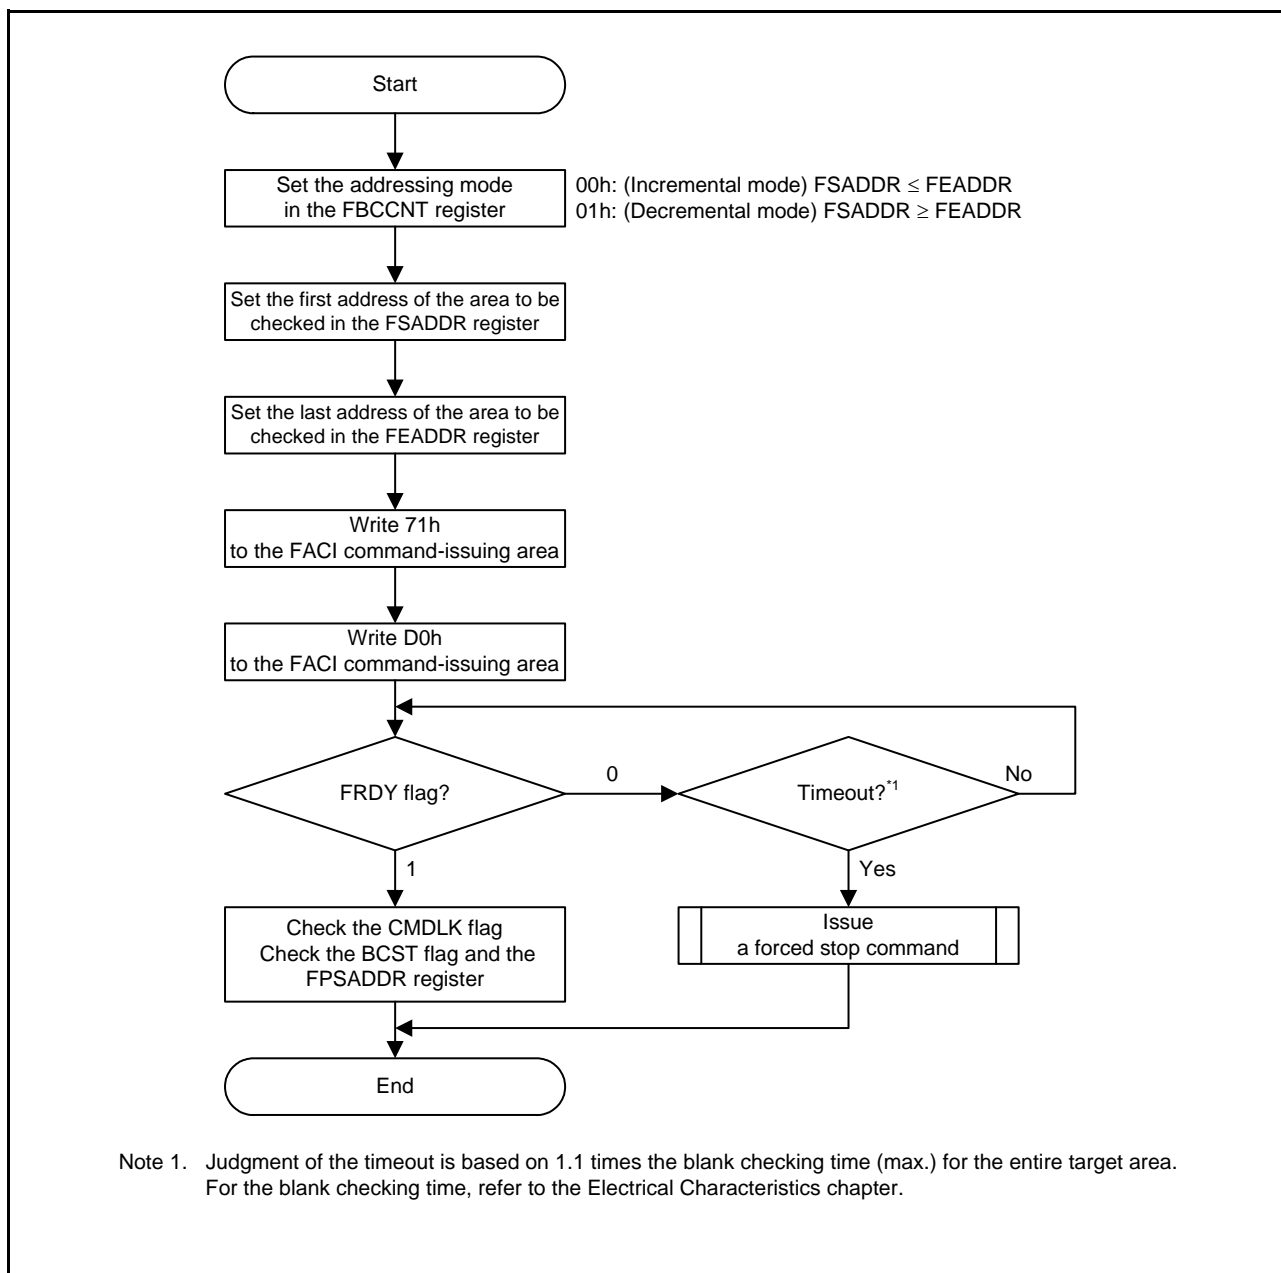 Start
Set the addressing mode
in the FBCCNT register
00h: (Incremental mode) FSADDR ≤ FEADDR
01h: (Decremental mode) FSADDR ≥ FEADDR
Set the first address of the area to be
checked in the FSADDR register
Set the last address of the area to be
checked in the FEADDR register
Write 71h
to the FACI command-issuing area
Write D0h
to the FACI command-issuing area
FRDY flag?
0
Timeout?*1
No
1
Yes
Check the CMDLK flag
Check the BCST flag and the
FPSADDR register
Issue
a forced stop command
End
Note 1. Judgment of the timeout is based on 1.1 times the blank checking time (max.) for the entire target area.
For the blank checking time, refer to the Electrical Characteristics chapter.